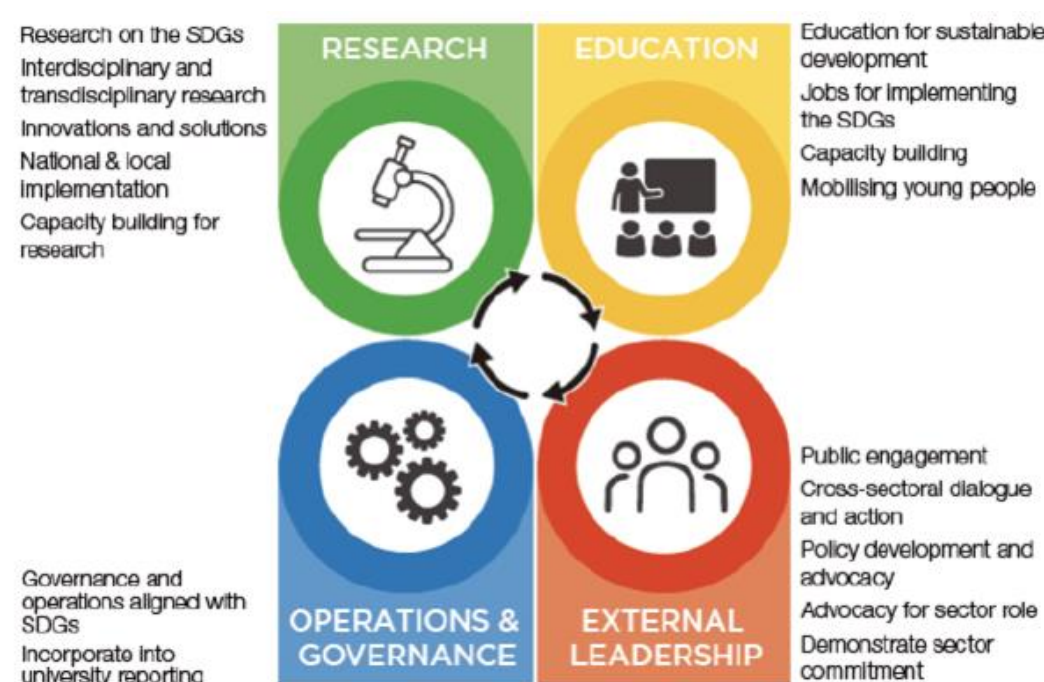 Research on the SDGs
Interdisciplinary and
transdisciplinary research
Innovations and solutions
National & local
implementation
Capacity building for
research
RESEARCH
EDUCATION
Education for sustainable
development
Jobs for implementing
the SDGs
Capacity building
Mobilising young people
Governance and
operations aligned with
SDGs
Incorporate into
university reporting
OPERATIONS &
GOVERNANCE
EXTERNAL
LEADERSHIP
Public engagement
Cross-sectoral dialogue
and action
Policy development and
advocacy
Advocacy for sector role
Demonstrate sector
commitment